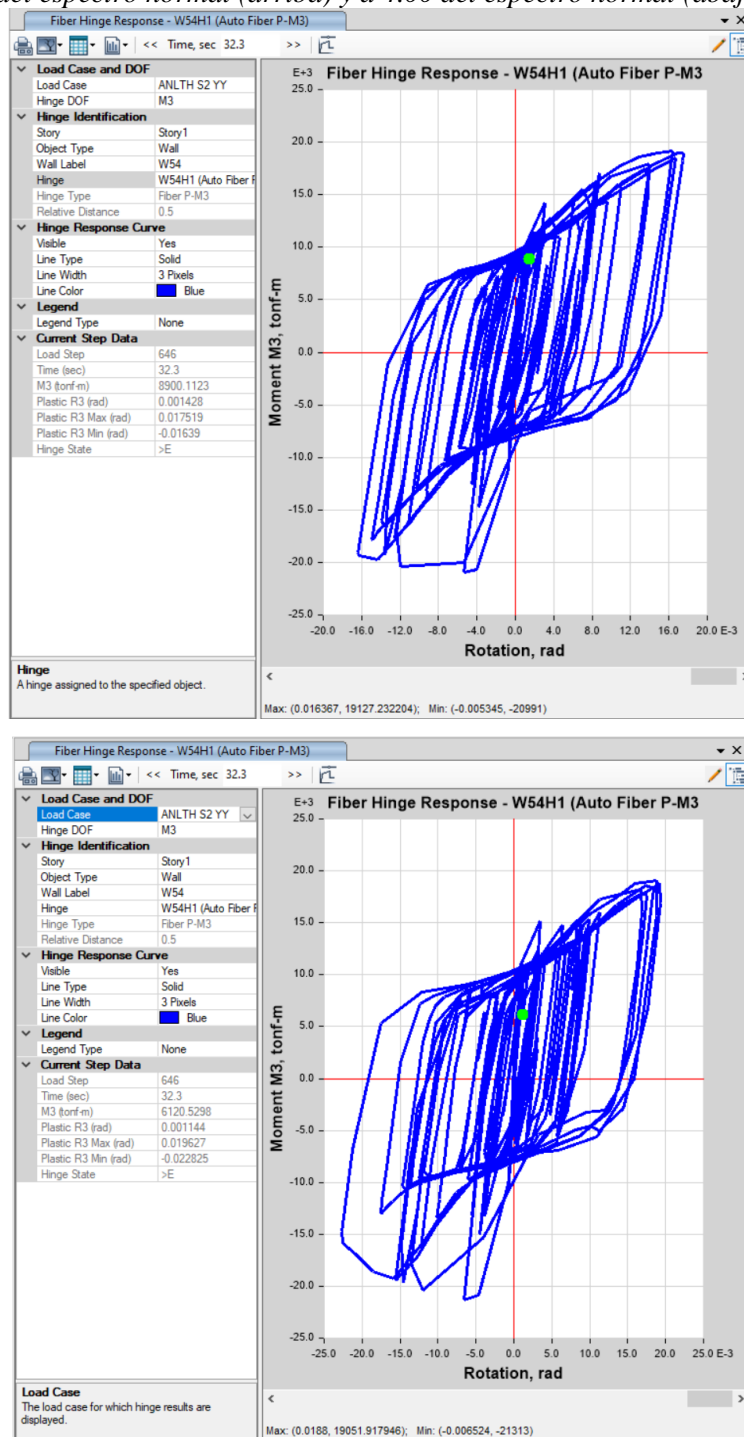 del espectro normal (arriba) y a 4.00 del espectro normal (abajo
Fiber Hinge Response - W54H1 (Auto Fiber P-M3)
<< Time, sec 32.3 >>
Load Case and DOF
Load Case ANLTH S2 YY
Hinge DOF M3
Hinge Identification
Story Story1
Object Type Wall
Wall Label W54
Hinge W54H1 (Auto Fiber F
Hinge Type Fiber P-M3
Relative Distance 0.5
Hinge Response Curve
Visible Yes
Line Type Solid
Line Width 3 Pixels
Line Color Blue
Legend
Legend Type None
Current Step Data
Load Step 646
Time (sec) 32.3
M3 (tonf-m) 8900.1123
Plastic R3 (rad) 0.001428
Plastic R3 Max (rad) 0.017519
Plastic R3 Min (rad) -0.01639
Hinge State >E
Hinge
A hinge assigned to the specified object.
E+3 Fiber Hinge Response - W54H1 (Auto Fiber P-M3
25.0
20.0
15.0
10.0
5.0
0.0
-5.0
-10.0
-15.0
-20.0
-25.0
Moment M3, tonf-m
-20.0 -16.0 -12.0 -8.0 -4.0 0.0 4.0 8.0 12.0 16.0 20.0 E-3
Rotation, rad
Max: (0.016367, 19127.232204); Min: (-0.005345, -20991)
Fiber Hinge Response - W54H1 (Auto Fiber P-M3)
<< Time, sec 32.3 >>
Load Case and DOF
Load Case ANLTH S2 YY
Hinge DOF M3
Hinge Identification
Story Story1
Object Type Wall
Wall Label W54
Hinge W54H1 (Auto Fiber F
Hinge Type Fiber P-M3
Relative Distance 0.5
Hinge Response Curve
Visible Yes
Line Type Solid
Line Width 3 Pixels
Line Color Blue
Legend
Legend Type None
Current Step Data
Load Step 646
Time (sec) 32.3
M3 (tonf-m) 6120.5298
Plastic R3 (rad) 0.001144
Plastic R3 Max (rad) 0.019627
Plastic R3 Min (rad) -0.022825
Hinge State >E
Load Case
The load case for which hinge results are
displayed.
E+3 Fiber Hinge Response - W54H1 (Auto Fiber P-M3
25.0
20.0
15.0
10.0
5.0
0.0
-5.0
-10.0
-15.0
-20.0
-25.0
Moment M3, tonf-m
-25.0 -20.0 -15.0 -10.0 -5.0 0.0 5.0 10.0 15.0 20.0 25.0 E-3
Rotation, rad
Max: (0.0188, 19051.917946); Min: (-0.006524, -21313)